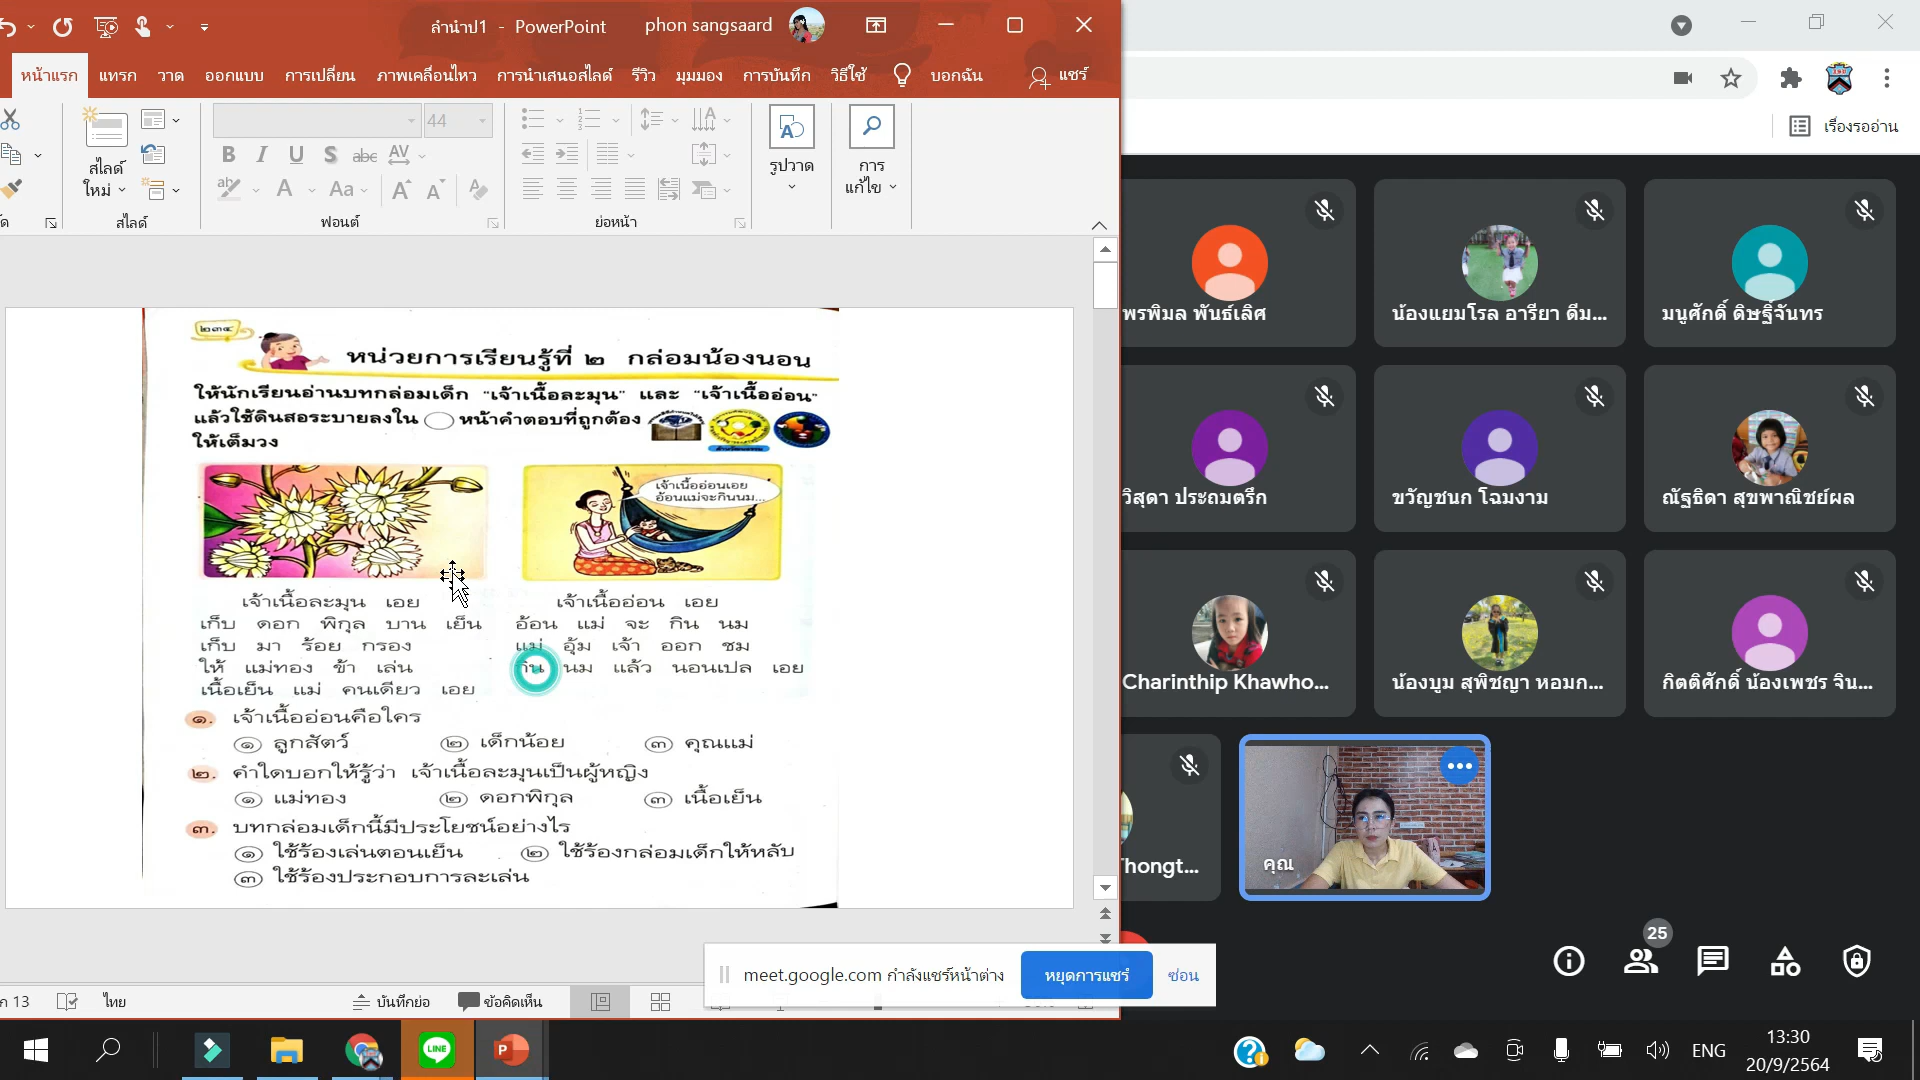 ลำนำป1 - PowerPoint
phon sangsaard
หน้าแรก แทรก วาด ออกแบบ การเปลี่ยน ภาพเคลื่อนไหว การนำเสนอสไลด์ รีวิว มุมมอง การบันทึก วิธีใช้ บอกฉัน แชร์
สไลด์
ใหม่
44
รูปวาด
การ
แก้ไข
สไลด์ ฟอนต์ ย่อหน้า
เรื่องรออ่าน
๒๓๔
หน่วยการเรียนรู้ที่ ๒ กล่อมน้องนอน
ให้นักเรียนอ่านบทกล่อมเด็ก "เจ้าเนื้อละมุน" และ "เจ้าเนื้ออ่อน"
แล้วใช้ดินสอระบายลงใน หน้าคำตอบที่ถูกต้อง
ให้เต็มวง
เจ้าเนื้ออ่อนเอย
อ้อนแม่จะกินนม...
เจ้าเนื้อละมุน เอย
เก็บ ดอก พิกุล บาน เย็น
เก็บ มา ร้อย กรอง
ให้ แม่ทอง ข้า เล่น
เนื้อเย็น แม่ คนเดียว เอย
เจ้าเนื้ออ่อน เอย
อ้อน แม่ จะ กิน นม
แม่ อุ้ม เจ้า ออก ชม
กิน นม แล้ว นอนเปล เอย
๑. เจ้าเนื้ออ่อนคือใคร
๑ ลูกสัตว์ ๒ เด็กน้อย ๓ คุณแม่
๒. คำใดบอกให้รู้ว่า เจ้าเนื้อละมุนเป็นผู้หญิง
๑ แม่ทอง ๒ ดอกพิกุล ๓ เนื้อเย็น
๓. บทกล่อมเด็กนี้มีประโยชน์อย่างไร
๑ ใช้ร้องเล่นตอนเย็น ๒ ใช้ร้องกล่อมเด็กให้หลับ
๓ ใช้ร้องประกอบการละเล่น
พรพิมล พันธ์เลิศ
น้องแยมโรล อารียา ดีม...
มนูศักดิ์ ดิษฐ์จันทร
วิสุดา ประถมตรึก
ขวัญชนก โฉมงาม
ณัฐธิดา สุขพาณิชย์ผล
Charinthip Khawho...
น้องบูม สุพิชญา หอมก...
กิตติศักดิ์ น้องเพชร จิน...
Thongt...
คุณ
25
meet.google.com กำลังแชร์หน้าต่าง หยุดการแชร์ ซ่อน
13 ไทย บันทึกย่อ ข้อคิดเห็น
LINE
ENG
13:30
20/9/2564